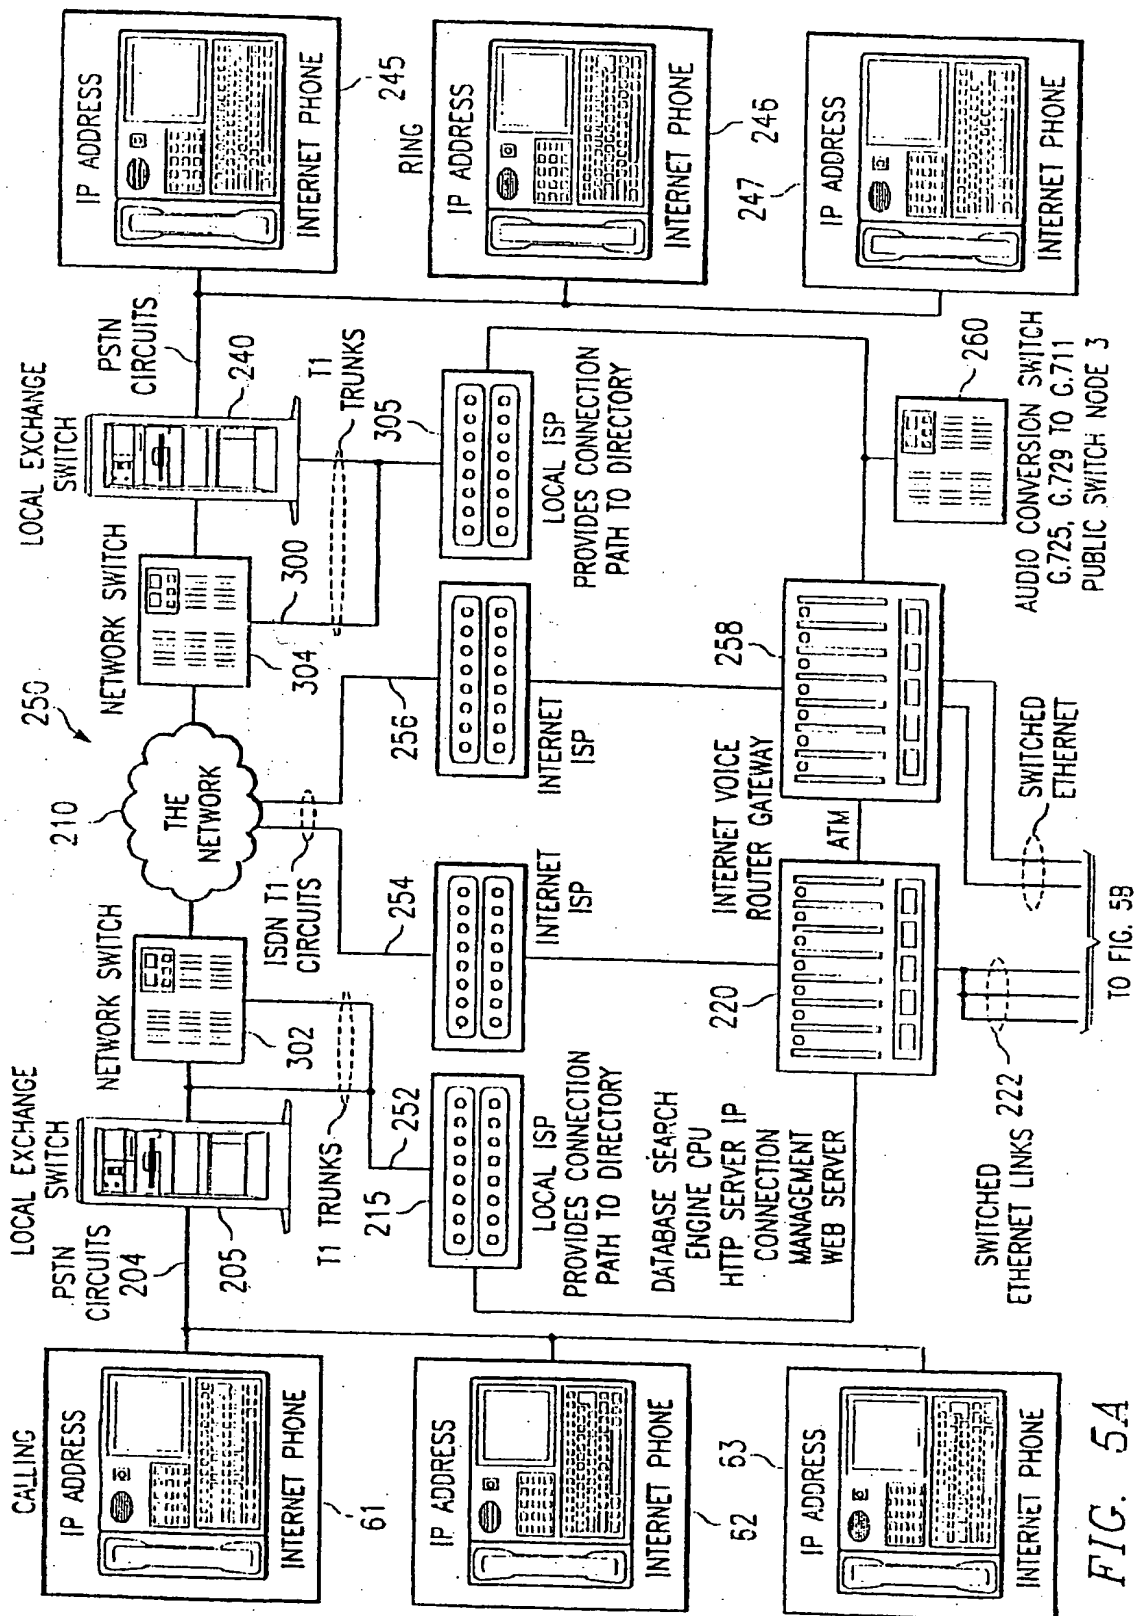 CALLING
IP ADDRESS
INTERNET PHONE
61
IP ADDRESS
INTERNET PHONE
62
63
IP ADDRESS
INTERNET PHONE
LOCAL EXCHANGE
SWITCH
PSTN
CIRCUITS
204
205
NETWORK SWITCH
302
T1 TRUNKS
252
215
LOCAL ISP
PROVIDES CONNECTION
PATH TO DIRECTORY
DATABASE SEARCH
ENGINE CPU
HTTP SERVER IP
CONNECTION
MANAGEMENT
WEB SERVER
210
THE
NETWORK
250
ISDN T1
CIRCUITS
254
INTERNET
ISP
256
INTERNET
ISP
220
INTERNET VOICE
ROUTER GATEWAY
ATM
258
SWITCHED
ETHERNET LINKS 222
SWITCHED
ETHERNET
TO FIG. 5B
NETWORK SWITCH
304
300
LOCAL EXCHANGE
SWITCH
240
PSTN
CIRCUITS
T1
TRUNKS
305
LOCAL ISP
PROVIDES CONNECTION
PATH TO DIRECTORY
260
AUDIO CONVERSION SWITCH
G.725, G.729 TO G.711
PUBLIC SWITCH NODE 3
IP ADDRESS
INTERNET PHONE
245
RING
IP ADDRESS
INTERNET PHONE
246
247
IP ADDRESS
INTERNET PHONE
FIG. 5A